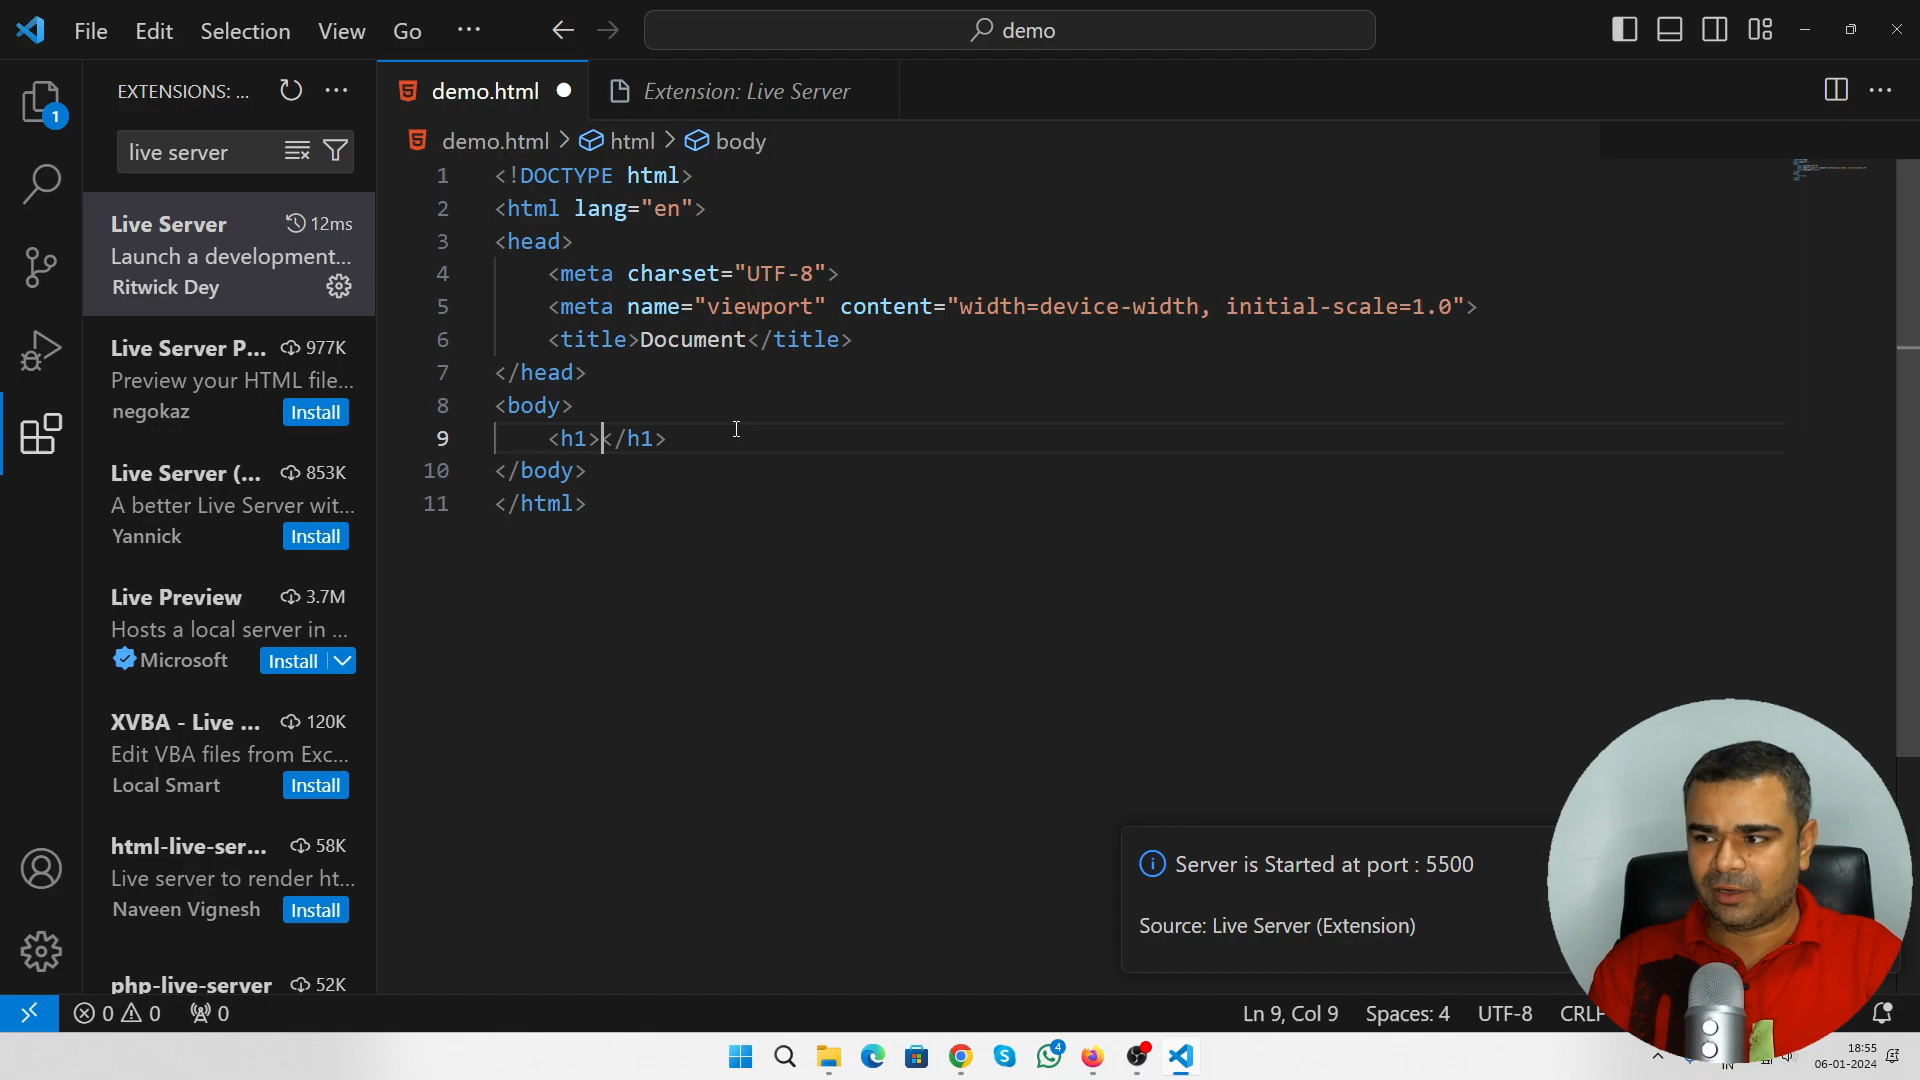 File Edit Selection View Go ··· demo
EXTENSIONS: ... ···
live server
Live Server 12ms
Launch a development...
Ritwick Dey
Live Server P... 977K
Preview your HTML file...
negokaz Install
Live Server (... 853K
A better Live Server wit...
Yannick Install
Live Preview 3.7M
Hosts a local server in ...
Microsoft Install
XVBA - Live ... 120K
Edit VBA files from Exc...
Local Smart Install
html-live-ser... 58K
Live server to render ht...
Naveen Vignesh Install
php-live-server 52K
1
demo.html Extension: Live Server
demo.html > html > body
1 <!DOCTYPE html>
2 <html lang="en">
3 <head>
4 <meta charset="UTF-8">
5 <meta name="viewport" content="width=device-width, initial-scale=1.0">
6 <title>Document</title>
7 </head>
8 <body>
9 <h1></h1>
10 </body>
11 </html>
Server is Started at port : 5500
Source: Live Server (Extension)
0 0 0 Ln 9, Col 9 Spaces: 4 UTF-8 CRLF
4
18:55
IN 06-01-2024